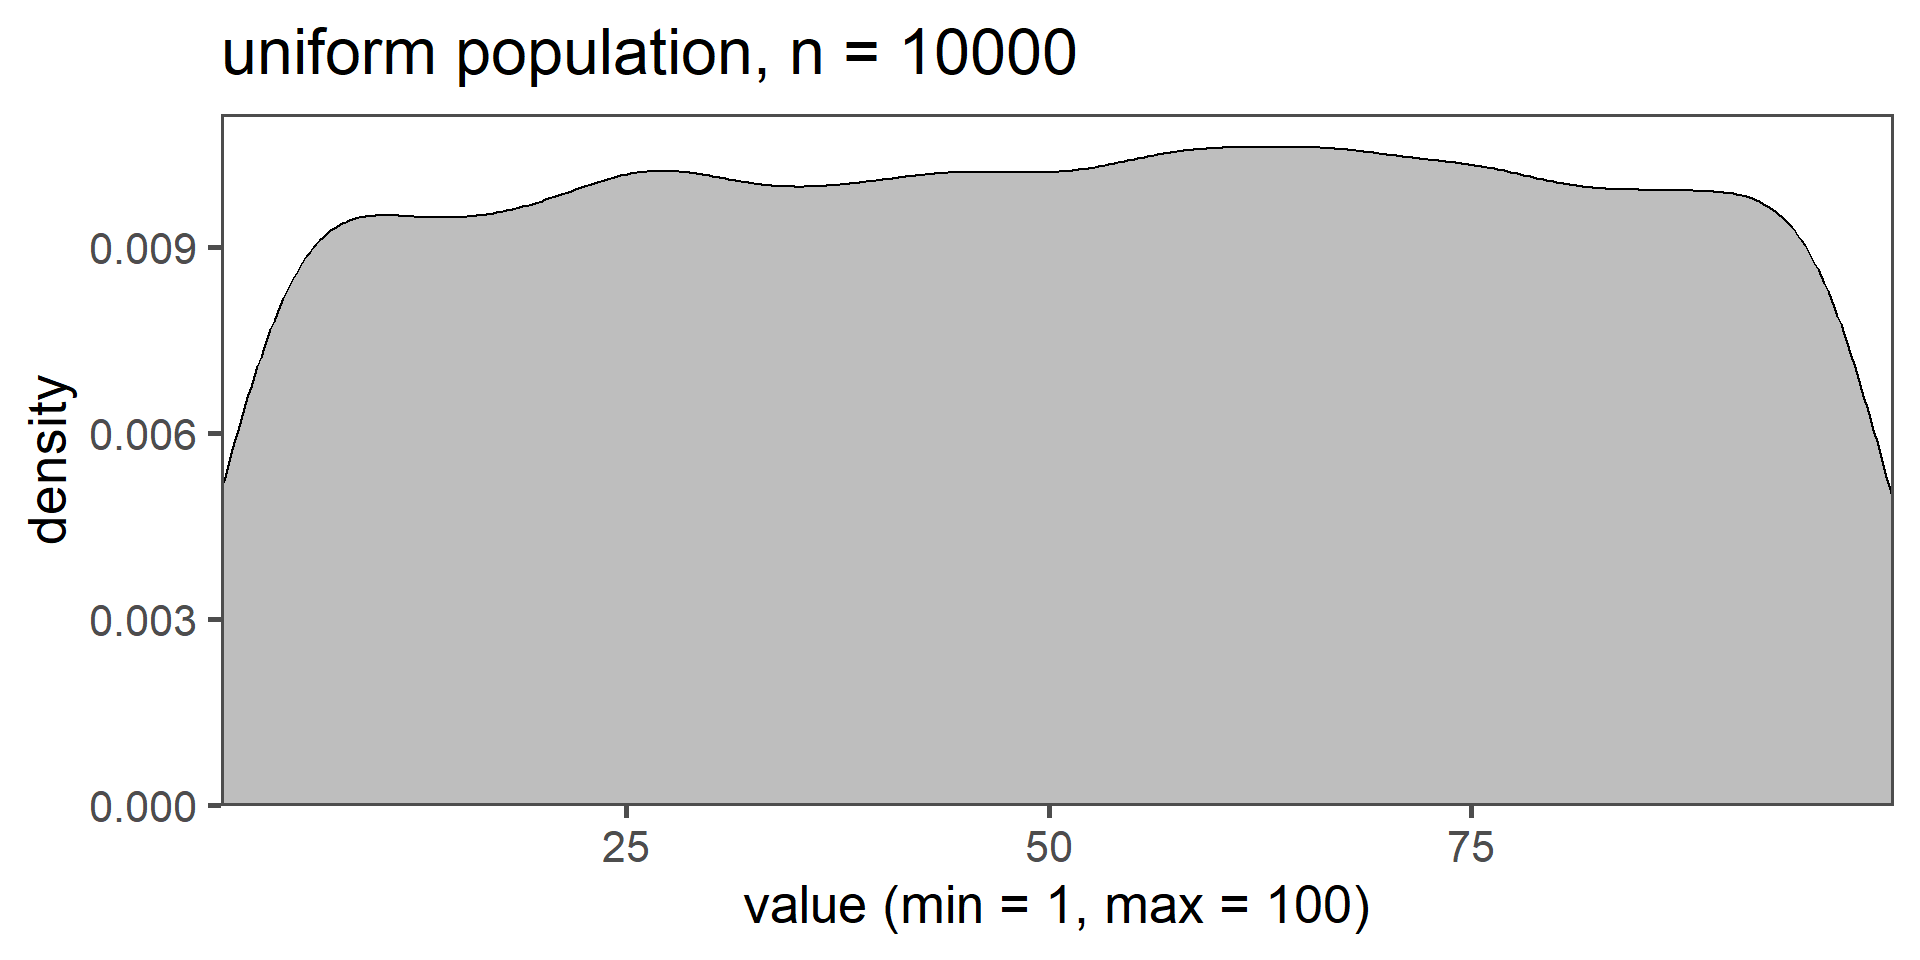 uniform population, n = 10000
density
0.009
0.006
0.003
0.000
25 50 75
value (min = 1, max = 100)